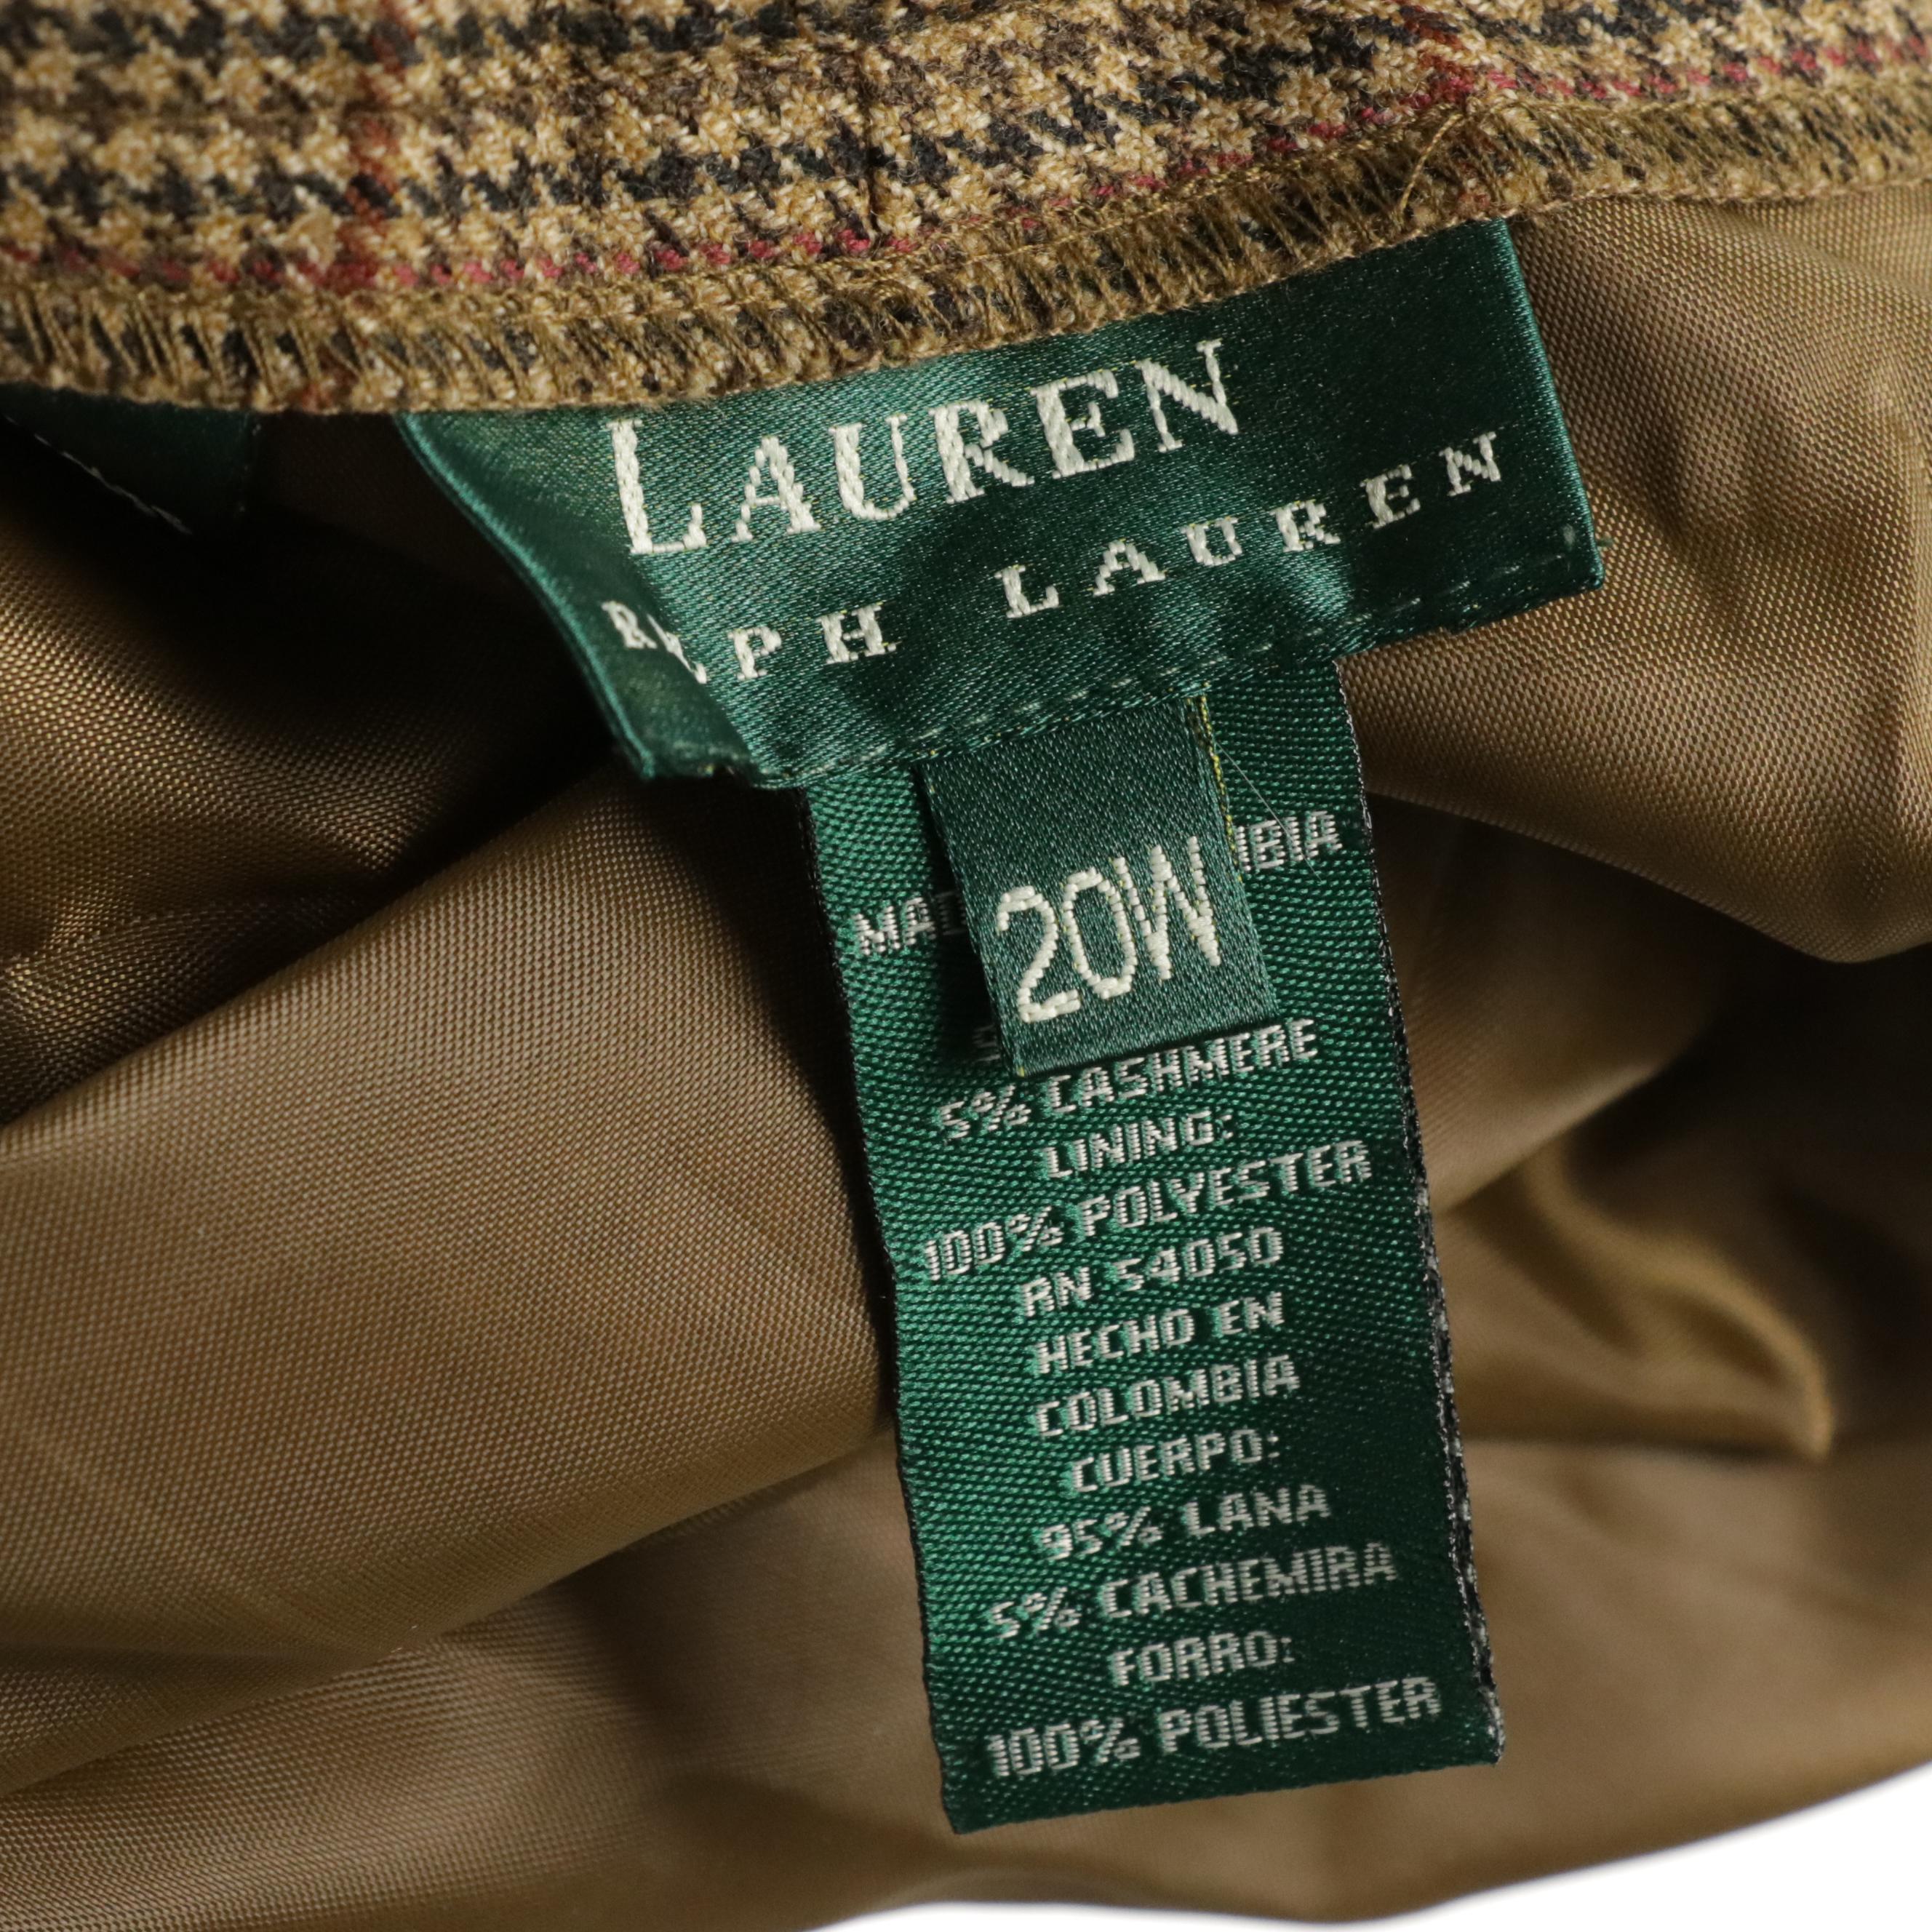 LAUREN
RALPH LAUREN
20W
5% CASHMERE
LINING:
100% POLYESTER
RN 54050
HECHO EN
COLOMBIA
CUERPO:
95% LANA
5% CACHEMIRA
FORRO:
100% POLIESTER